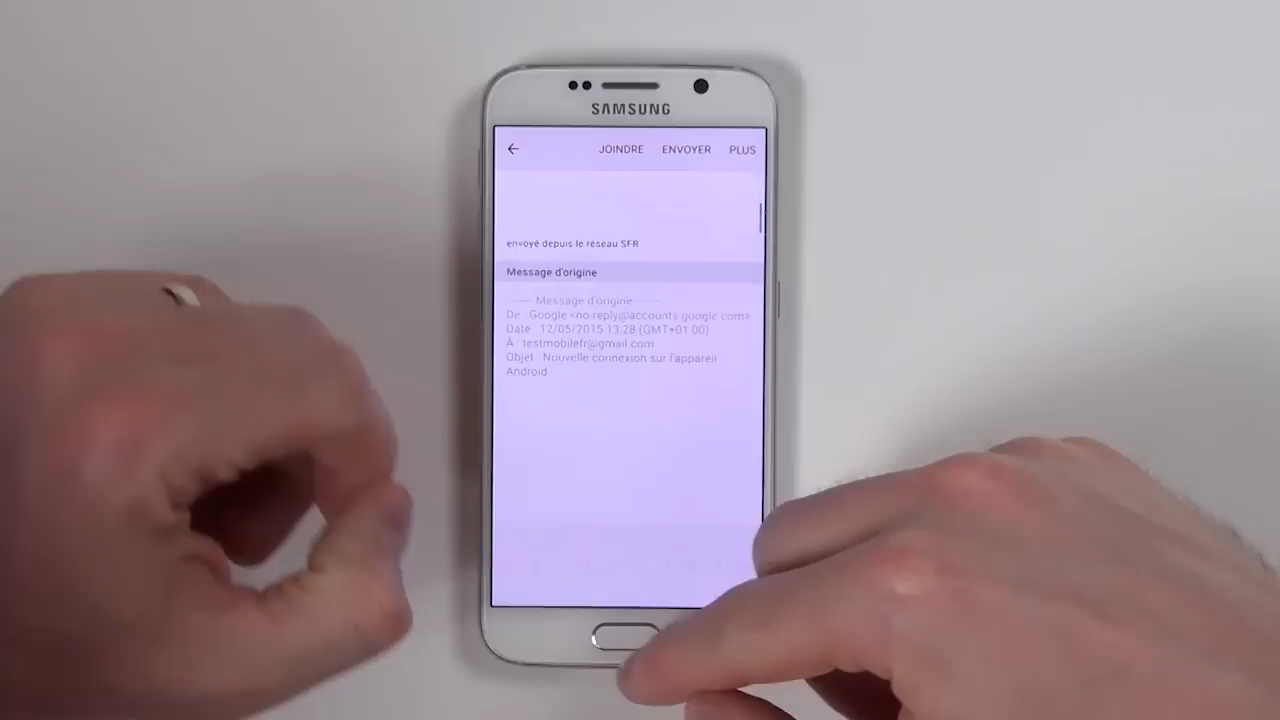 SAMSUNG
JOINDRE ENVOYER PLUS
envoyé depuis le réseau SFR
Message d'origine
Message d'origine
De : Google <no-reply@accounts.google.com>
Date : 12/05/2015 13:28 (GMT+01:00)
À : testmobilefr@gmail.com
Objet : Nouvelle connexion sur l'appareil
Android